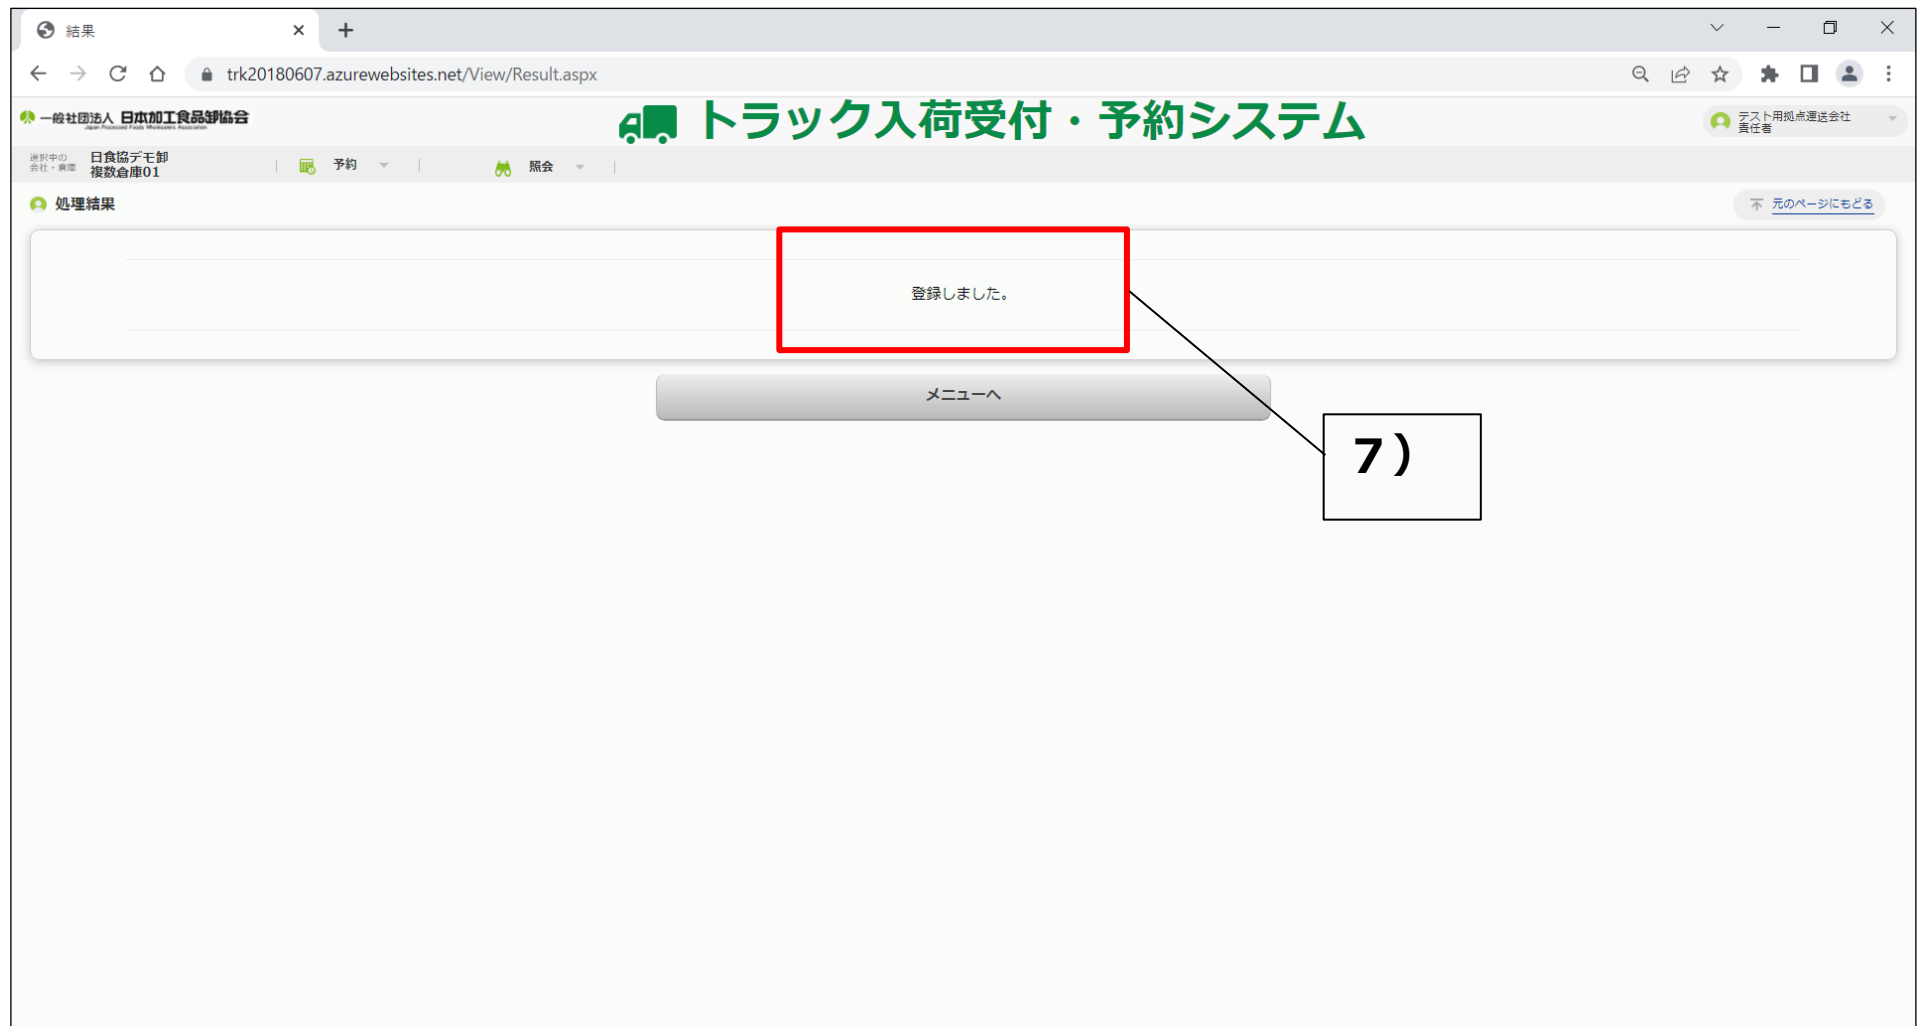 結果
trk20180607.azurewebsites.net/View/Result.aspx
一般社団法人 日本加工食品卸協会
Japan Processed Foods Wholesalers Association
トラック入荷受付・予約システム
テスト用拠点運送会社
責任者
選択中の
会社・倉庫
日食協デモ卸
複数倉庫01
予約
照会
処理結果
元のページにもどる
登録しました。
メニューへ
7）